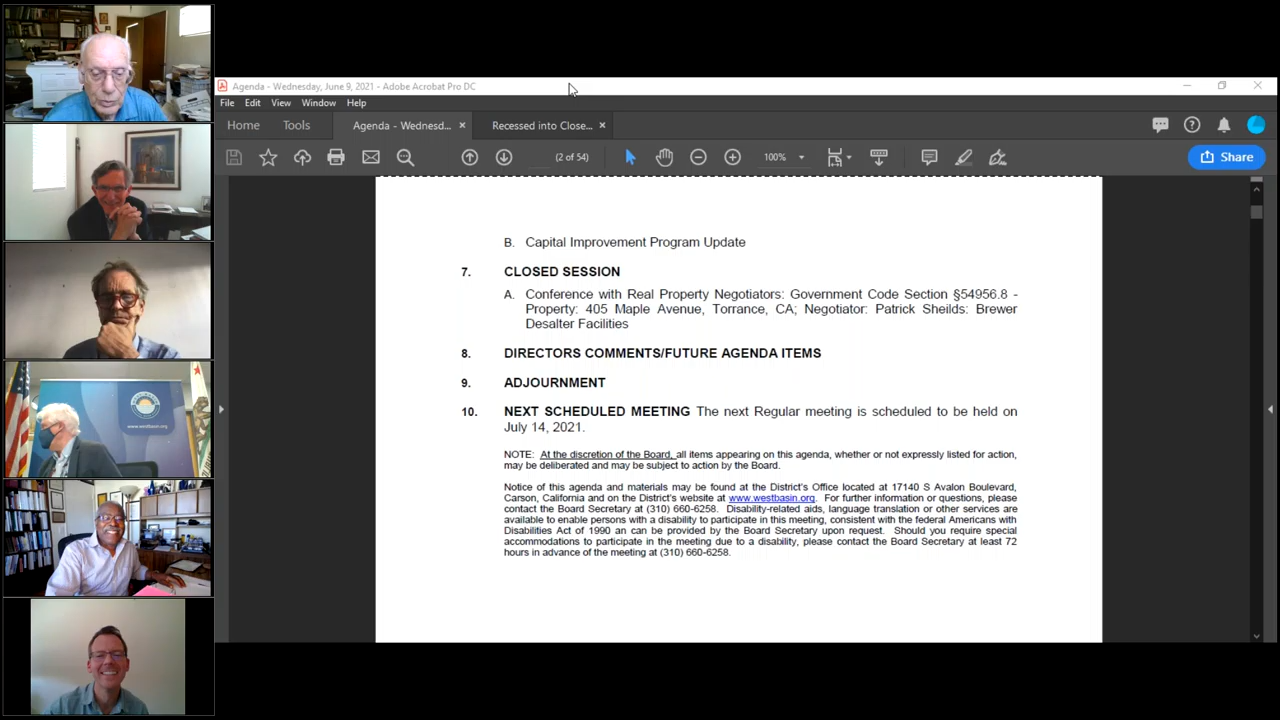 Agenda - Wednesday, June 9, 2021 - Adobe Acrobat Pro DC
File Edit View Window Help
Home Tools Agenda - Wednesd... × Recessed into Close... ×
(2 of 54) 100% Share
B. Capital Improvement Program Update
7. CLOSED SESSION
A. Conference with Real Property Negotiators: Government Code Section §54956.8 -
Property: 405 Maple Avenue, Torrance, CA; Negotiator: Patrick Sheilds: Brewer
Desalter Facilities
8. DIRECTORS COMMENTS/FUTURE AGENDA ITEMS
9. ADJOURNMENT
10. NEXT SCHEDULED MEETING The next Regular meeting is scheduled to be held on
July 14, 2021.
NOTE: At the discretion of the Board, all items appearing on this agenda, whether or not expressly listed for action,
may be deliberated and may be subject to action by the Board.
Notice of this agenda and materials may be found at the District's Office located at 17140 S Avalon Boulevard,
Carson, California and on the District's website at www.westbasin.org. For further information or questions, please
contact the Board Secretary at (310) 660-6258. Disability-related aids, language translation or other services are
available to enable persons with a disability to participate in this meeting, consistent with the federal Americans with
Disabilities Act of 1990 an can be provided by the Board Secretary upon request. Should you require special
accommodations to participate in the meeting due to a disability, please contact the Board Secretary at least 72
hours in advance of the meeting at (310) 660-6258.
www.westbasin.org